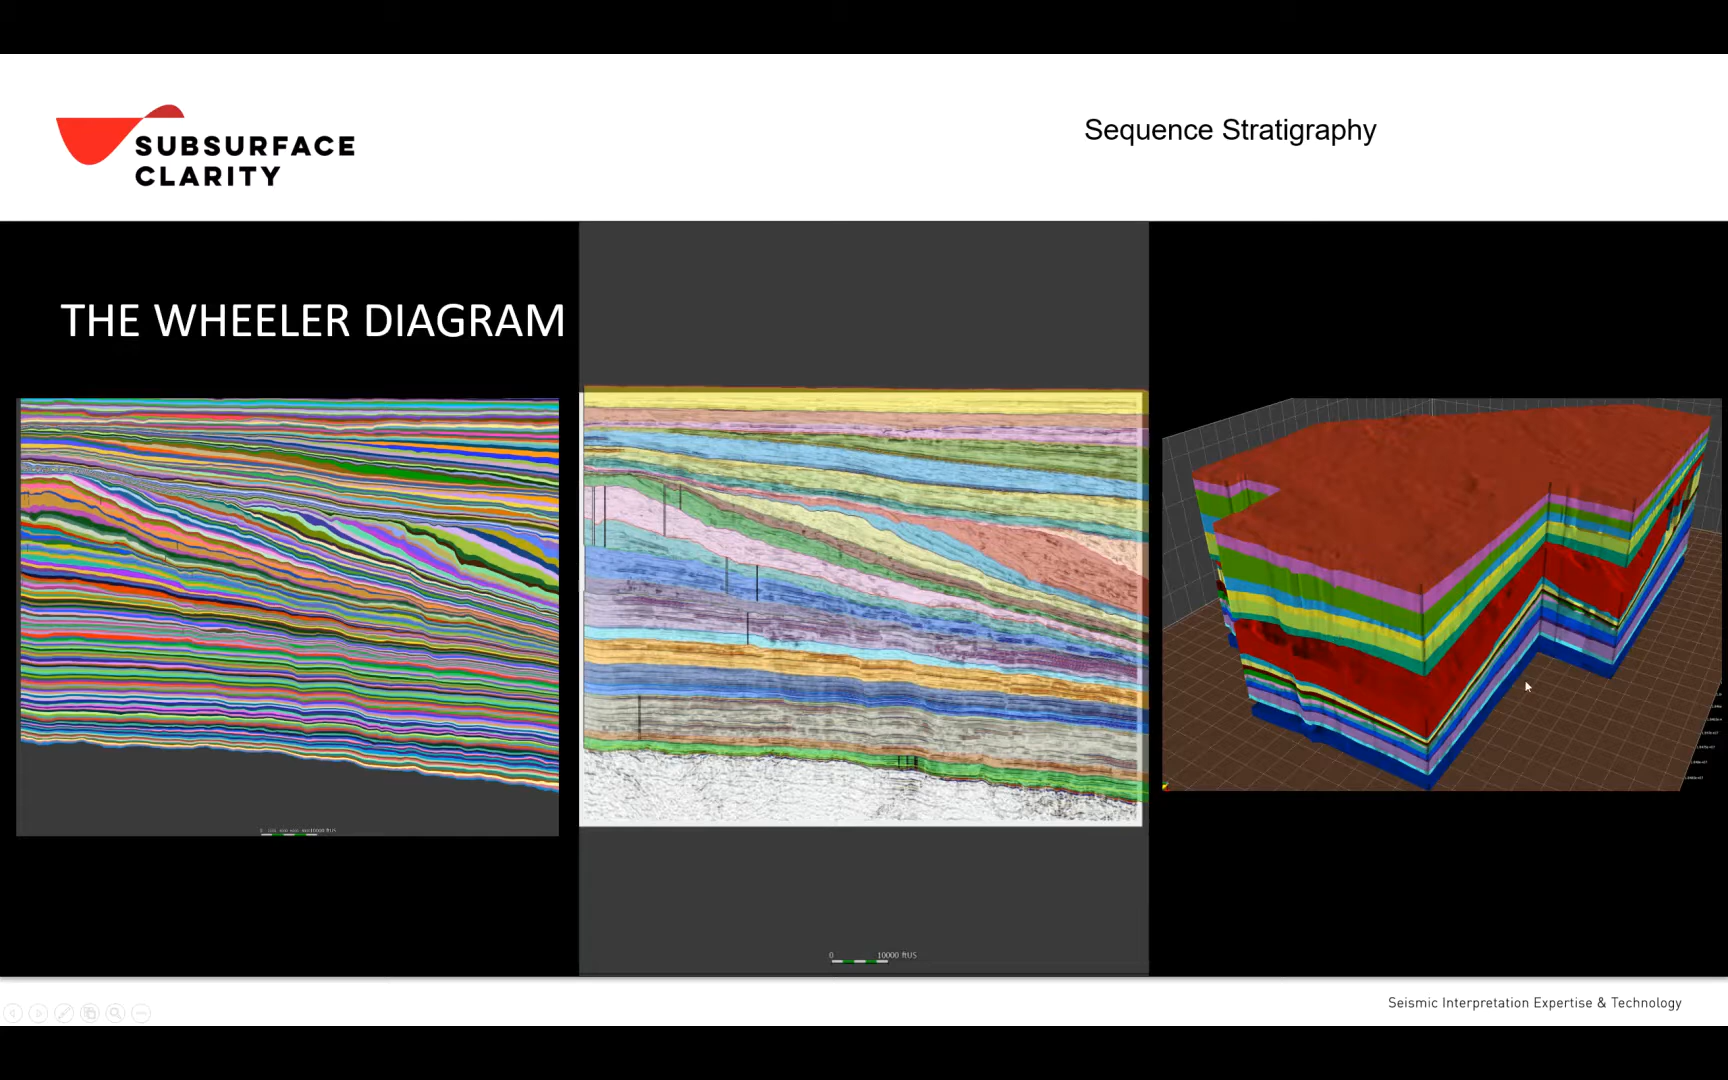 SUBSURFACE
CLARITY
Sequence Stratigraphy
THE WHEELER DIAGRAM
0 10000 ftUS
Seismic Interpretation Expertise & Technology